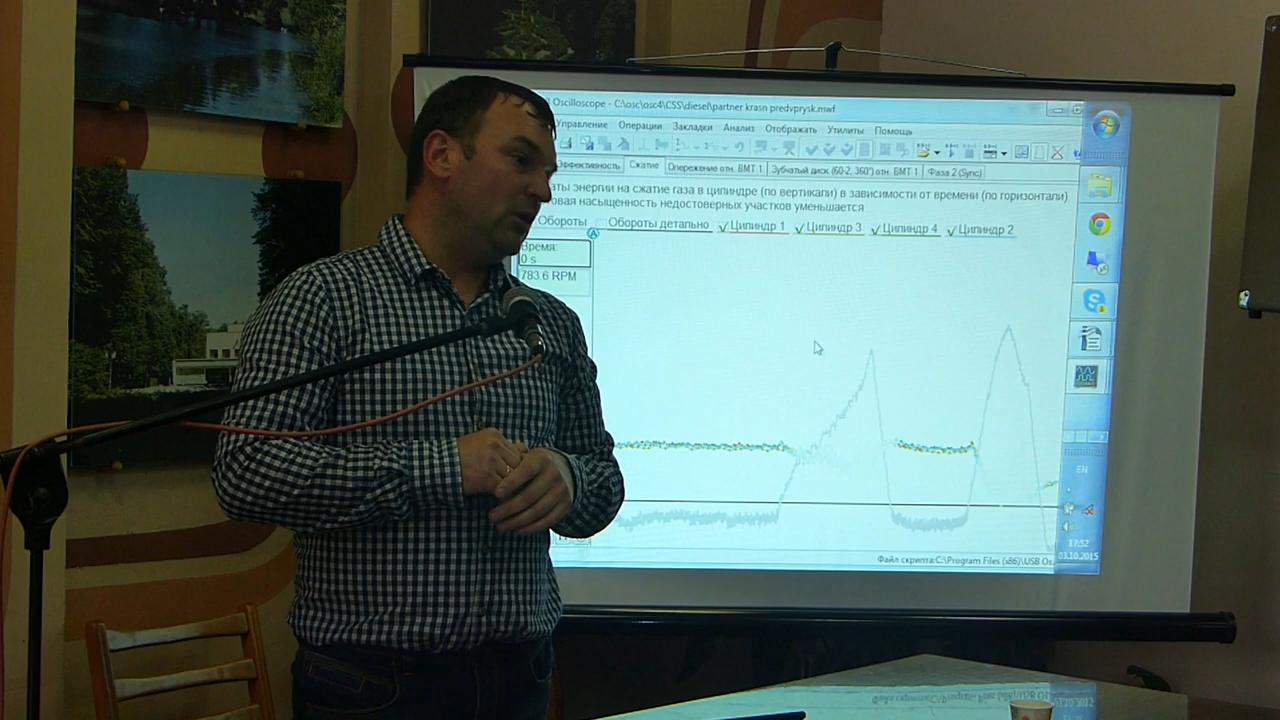 Oscilloscope - C:\osc\osc4\CSS\diesel\partner krasn predvprysk.mwf
Управление Операции Закладки Анализ Отображать Утилиты Помощь
Сжатие Опережение отн. ВМТ 1 Зубчатый диск (60-2, 360°) отн. ВМТ 1 Фаза 2 (Sync)
энергии на сжатие газа в цилиндре (по вертикали) в зависимости от времени (по горизонтали)
насыщенность недостоверных участков уменьшается
Обороты Обороты детально Цилиндр 1 Цилиндр 3 Цилиндр 4 Цилиндр 2
A
Время:
0 s
783.6 RPM
EN
17:52
03.10.2015
Файл скрипта:C:\Program Files (x86)\USB Os